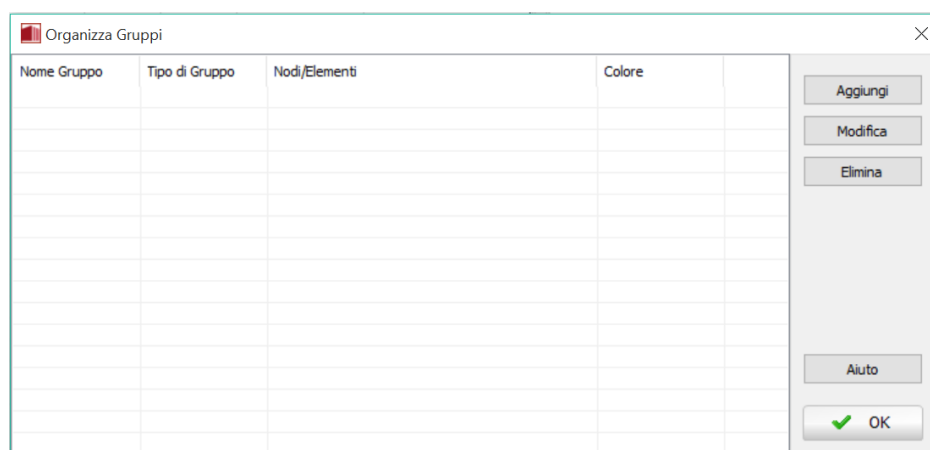 Organizza Gruppi
Nome Gruppo Tipo di Gruppo Nodi/Elementi Colore
Aggiungi
Modifica
Elimina
Aiuto
OK